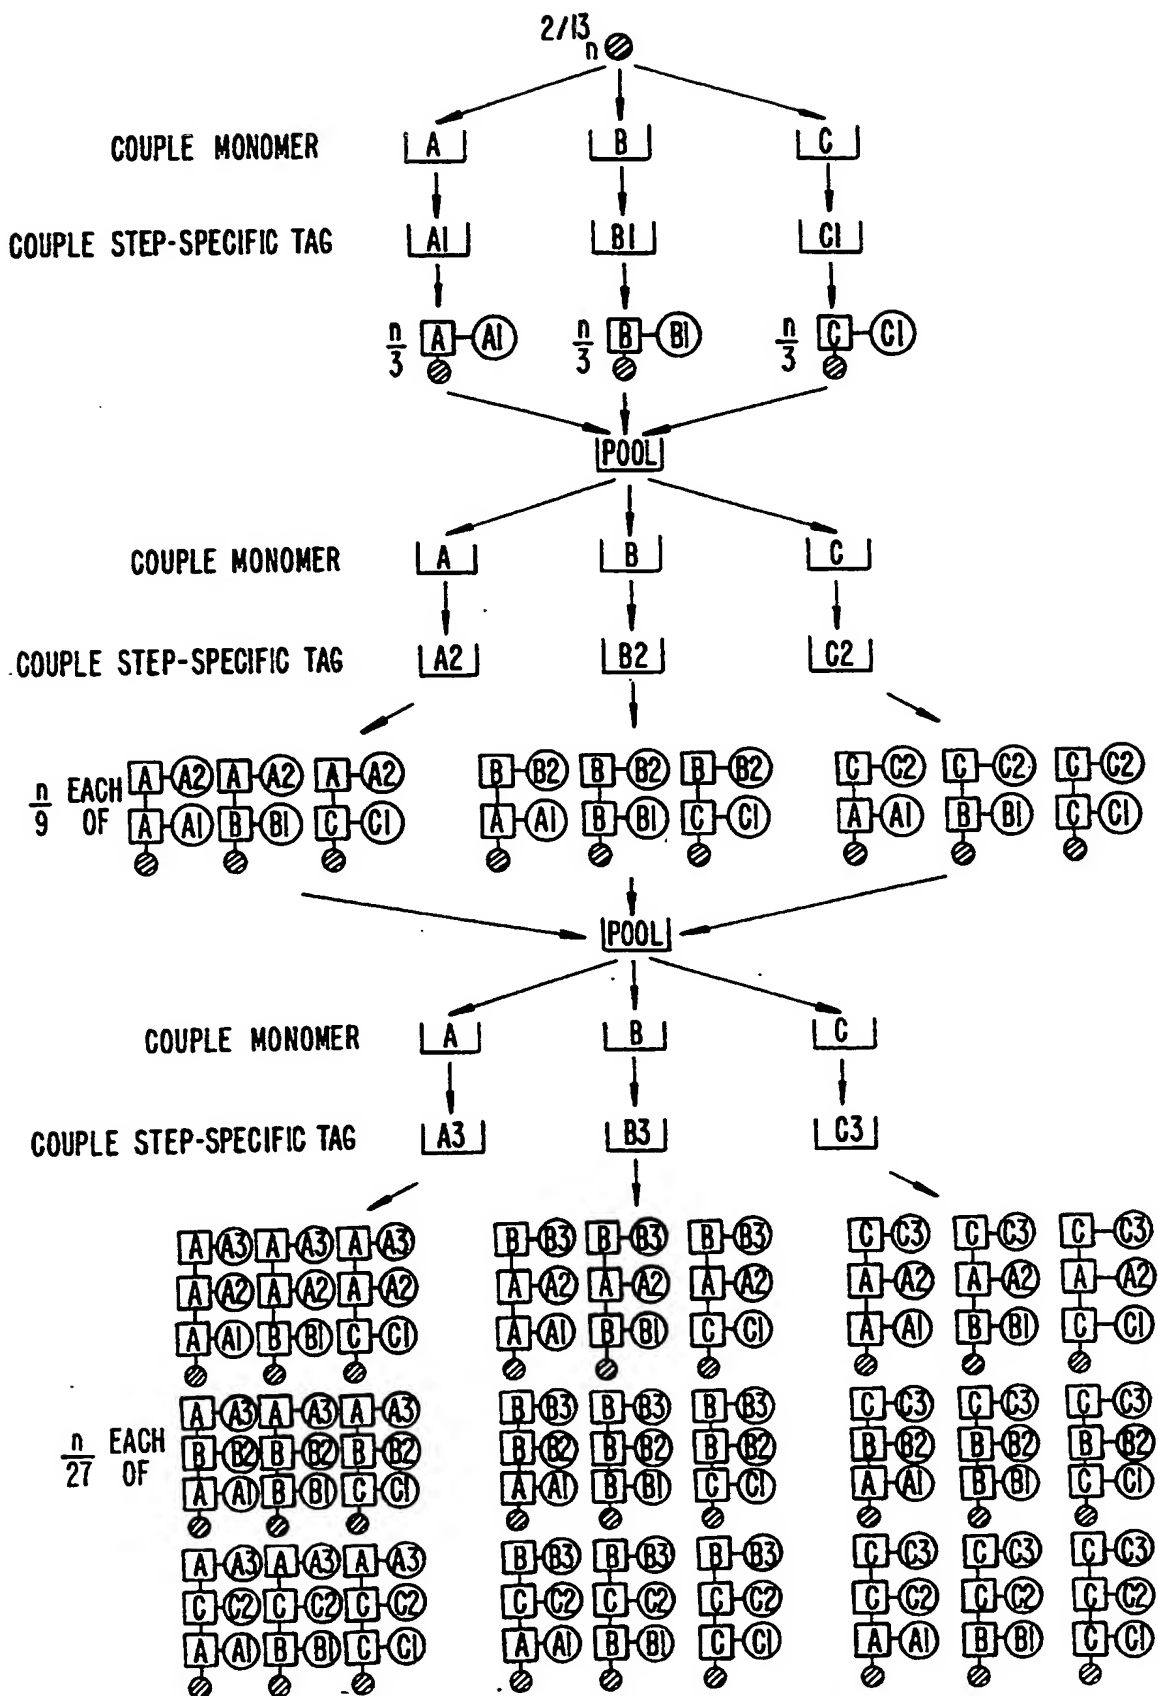 2/13
n
COUPLE MONOMER A B C
COUPLE STEP-SPECIFIC TAG A1 B1 C1
n/3 A A1 n/3 B B1 n/3 C C1
POOL
COUPLE MONOMER A B C
COUPLE STEP-SPECIFIC TAG A2 B2 C2
A A2 A A2 A A2 B B2 B B2 B B2 C C2 C C2 C C2
n/9 EACH OF
A A1 B B1 C C1 A A1 B B1 C C1 A A1 B B1 C C1
POOL
COUPLE MONOMER A B C
COUPLE STEP-SPECIFIC TAG A3 B3 C3
A A3 A A3 A A3 B B3 B B3 B B3 C C3 C C3 C C3
A A2 A A2 A A2 A A2 A A2 A A2 A A2 A A2 A A2
A A1 B B1 C C1 A A1 B B1 C C1 A A1 B B1 C C1
n/27 EACH OF
A A3 A A3 A A3 B B3 B B3 B B3 C C3 C C3 C C3
B B2 B B2 B B2 B B2 B B2 B B2 B B2 B B2 B B2
A A1 B B1 C C1 A A1 B B1 C C1 A A1 B B1 C C1
A A3 A A3 A A3 B B3 B B3 B B3 C C3 C C3 C C3
C C2 C C2 C C2 C C2 C C2 C C2 C C2 C C2 C C2
A A1 B B1 C C1 A A1 B B1 C C1 A A1 B B1 C C1